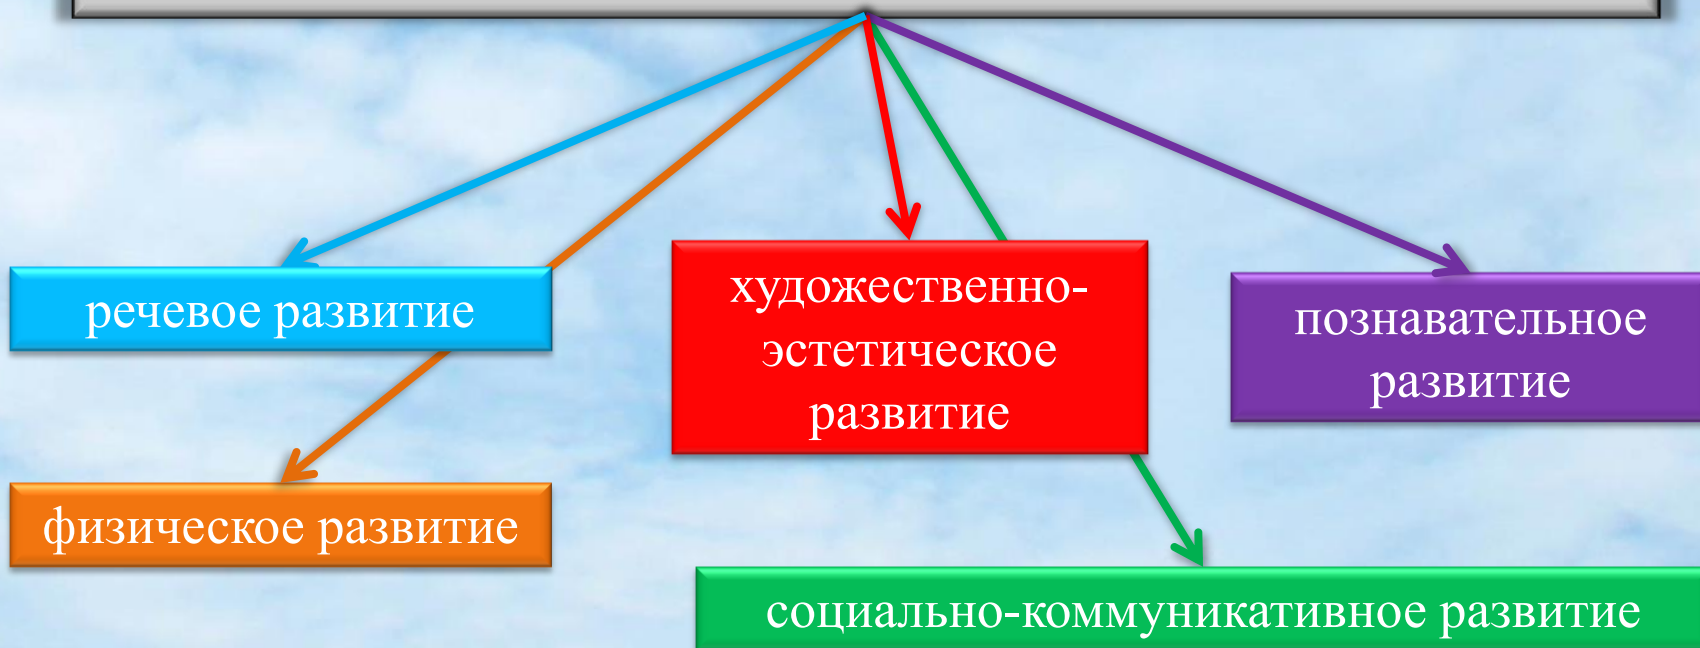 речевое развитие
художественно-
эстетическое
развитие
познавательное
развитие
физическое развитие
социально-коммуникативное развитие